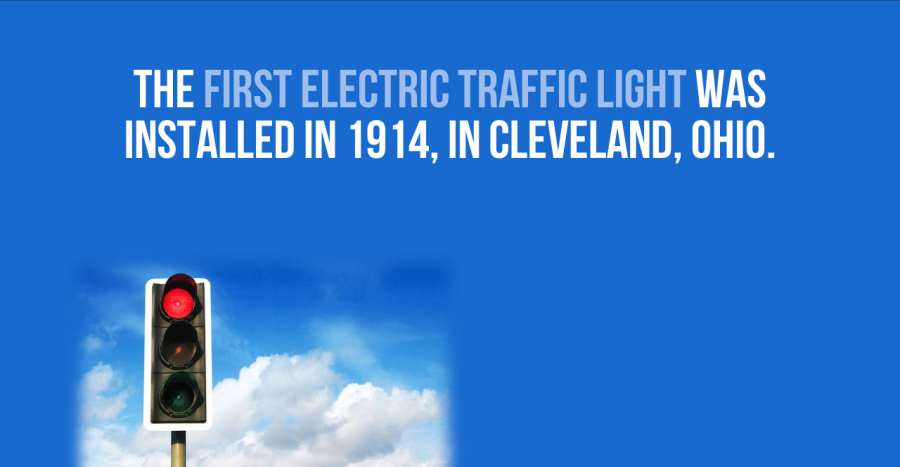 THE FIRST ELECTRIC TRAFFIC LIGHT WAS
INSTALLED IN 1914, IN CLEVELAND, OHIO.